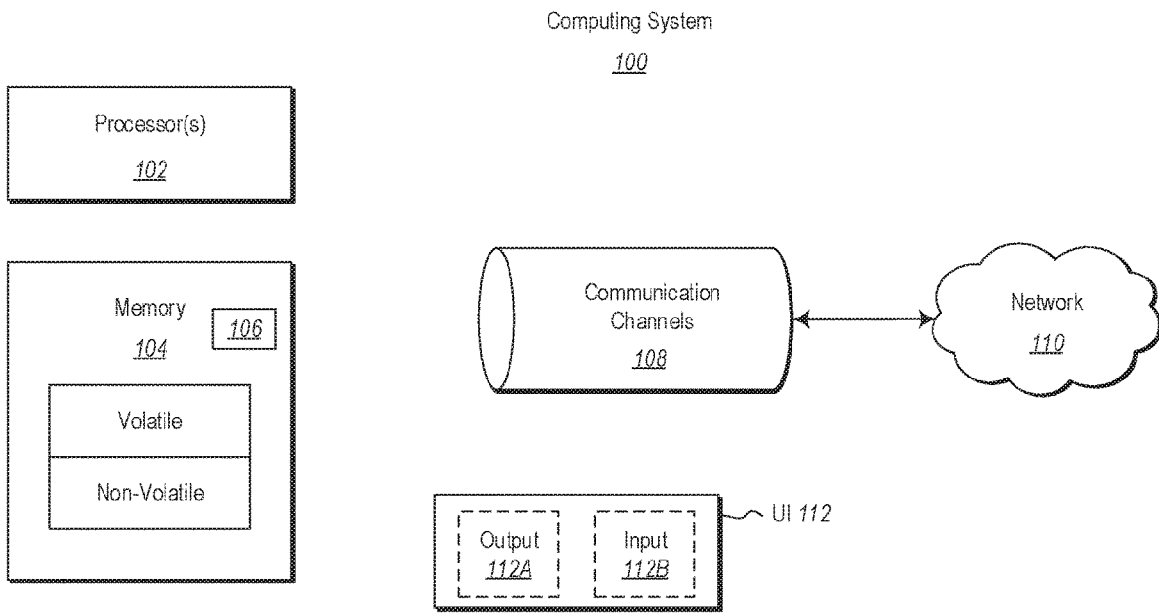 Computing System
100
Processor(s)
102
Memory
104
106
Volatile
Non-Volatile
Communication
Channels
108
Network
110
Output
112A
Input
112B
UI 112